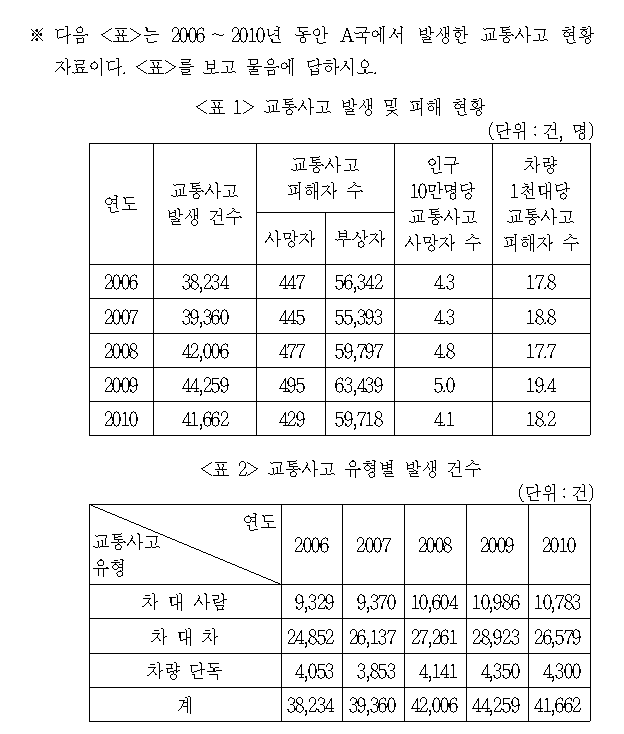 ※ 다음 <표>는 2006 ~ 2010년 동안 A국에서 발생한 교통사고 현황
자료이다. <표>를 보고 물음에 답하시오.
<표 1> 교통사고 발생 및 피해 현황
(단위 : 건, 명)
연도 교통사고 발생 건수 교통사고 피해자 수 인구 10만명당 교통사고 사망자 수 차량 1천대당 교통사고 피해자 수
사망자 부상자
2006 38,234 447 56,342 4.3 17.8
2007 39,360 445 55,393 4.3 18.8
2008 42,006 477 59,797 4.8 17.7
2009 44,259 495 63,439 5.0 19.4
2010 41,662 429 59,718 4.1 18.2
<표 2> 교통사고 유형별 발생 건수
(단위 : 건)
교통사고 유형 연도 2006 2007 2008 2009 2010
차 대 사람 9,329 9,370 10,604 10,986 10,783
차 대 차 24,852 26,137 27,261 28,923 26,579
차량 단독 4,053 3,853 4,141 4,350 4,300
계 38,234 39,360 42,006 44,259 41,662